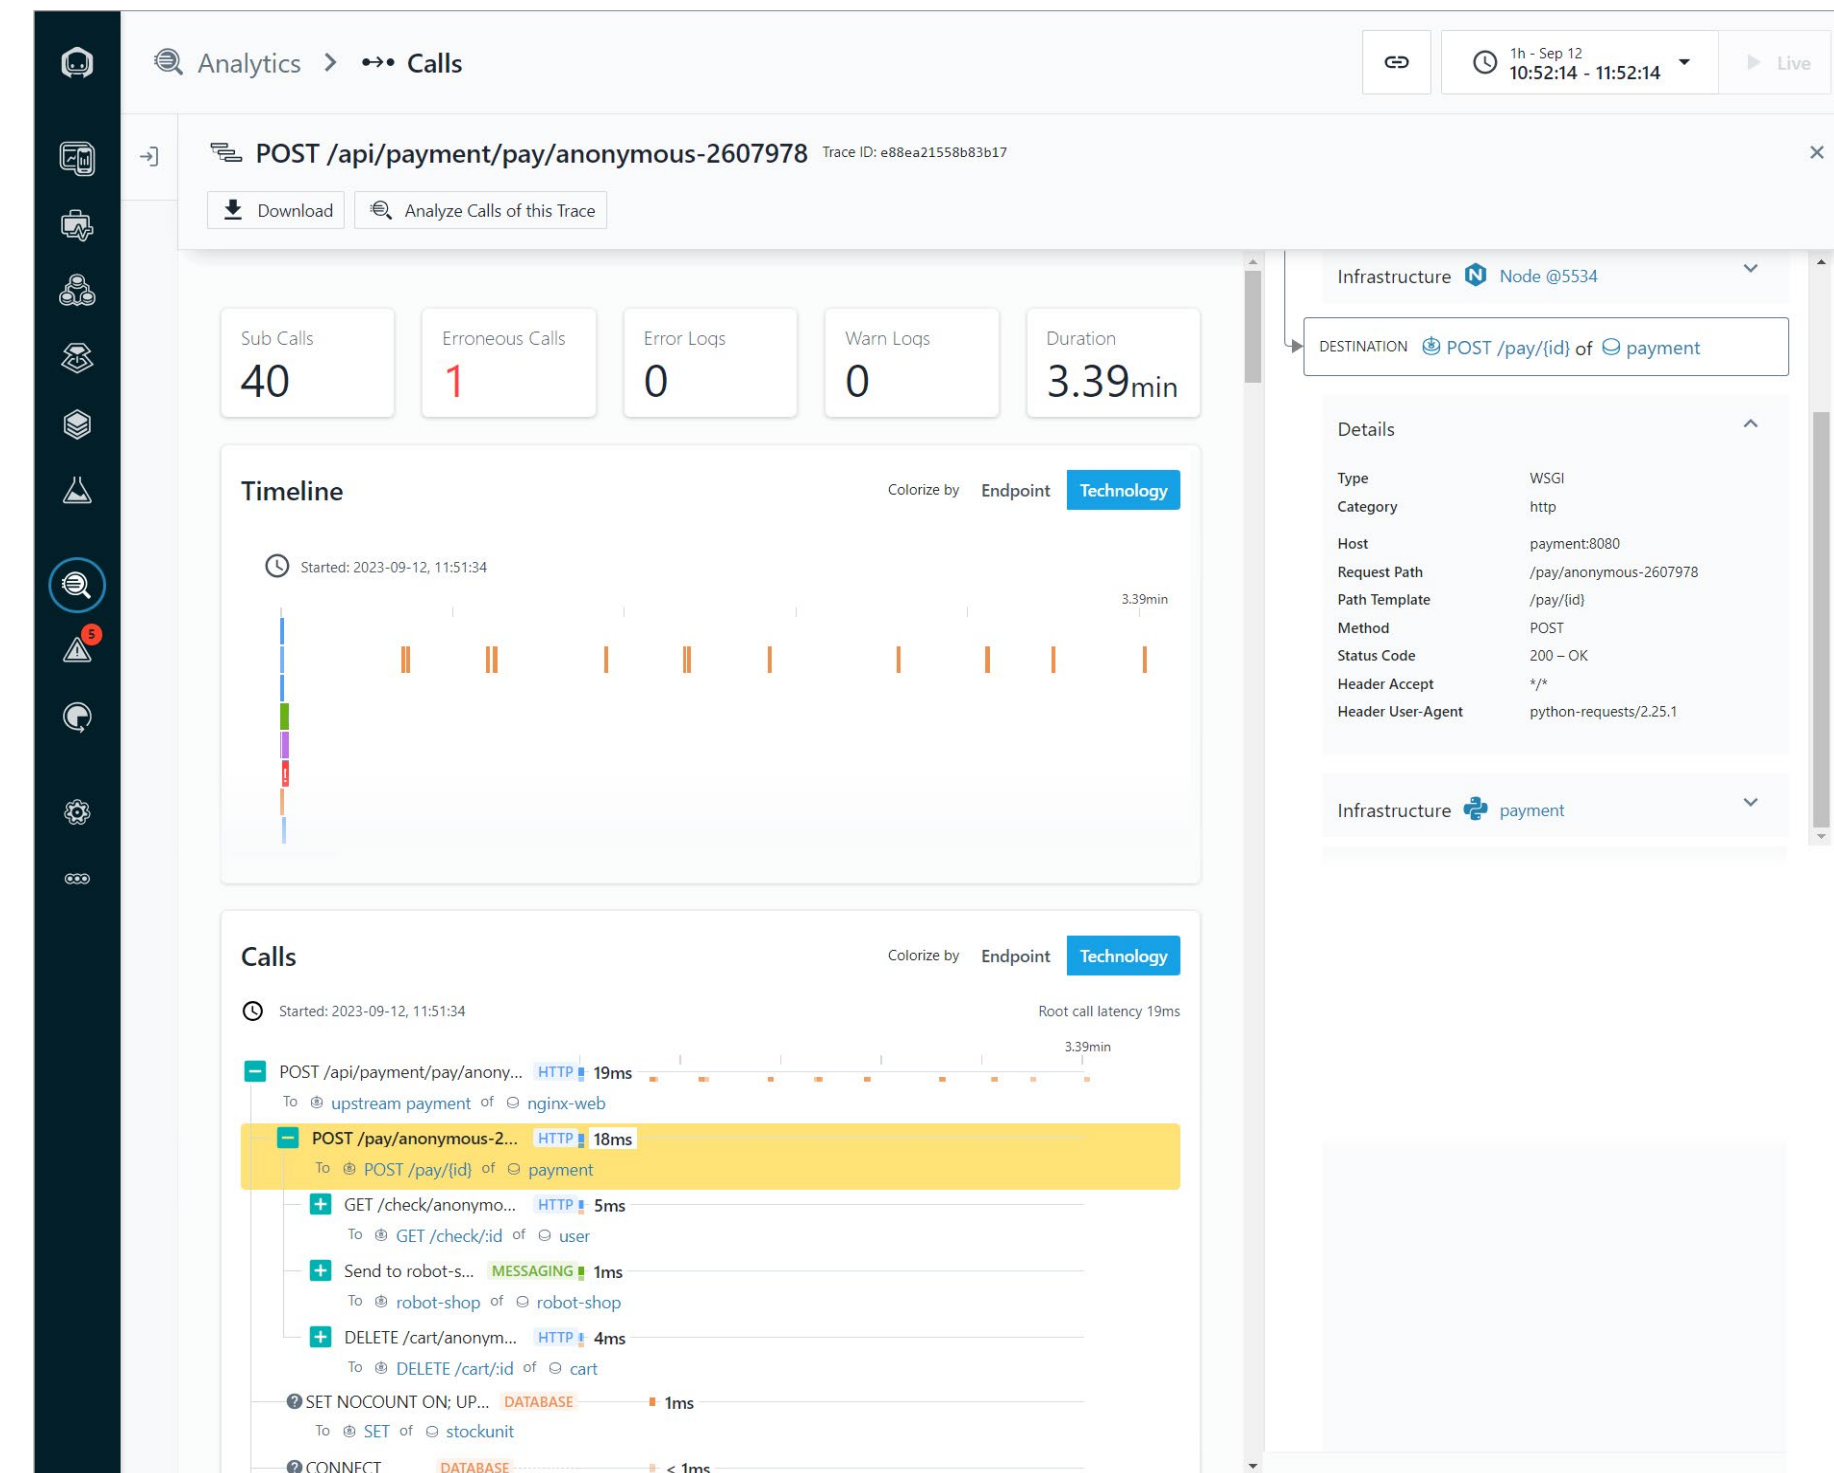 Analytics > Calls
1h - Sep 12
10:52:14 - 11:52:14
Live
POST /api/payment/pay/anonymous-2607978 Trace ID: e88ea21558b83b17
Download
Analyze Calls of this Trace
Sub Calls
40
Erroneous Calls
1
Error Logs
0
Warn Logs
0
Duration
3.39min
Timeline
Colorize by Endpoint Technology
Started: 2023-09-12, 11:51:34
3.39min
5
Calls
Colorize by Endpoint Technology
Started: 2023-09-12, 11:51:34
Root call latency 19ms
3.39min
POST /api/payment/pay/anony... HTTP 19ms
To upstream payment of nginx-web
POST /pay/anonymous-2... HTTP 18ms
To POST /pay/{id} of payment
GET /check/anonymo... HTTP 5ms
To GET /check/:id of user
Send to robot-s... MESSAGING 1ms
To robot-shop of robot-shop
DELETE /cart/anonym... HTTP 4ms
To DELETE /cart/:id of cart
SET NOCOUNT ON; UP... DATABASE 1ms
To SET of stockunit
CONNECT DATABASE < 1ms
Infrastructure Node @5534
DESTINATION POST /pay/{id} of payment
Details
Type WSGI
Category http
Host payment:8080
Request Path /pay/anonymous-2607978
Path Template /pay/{id}
Method POST
Status Code 200 – OK
Header Accept */*
Header User-Agent python-requests/2.25.1
Infrastructure payment